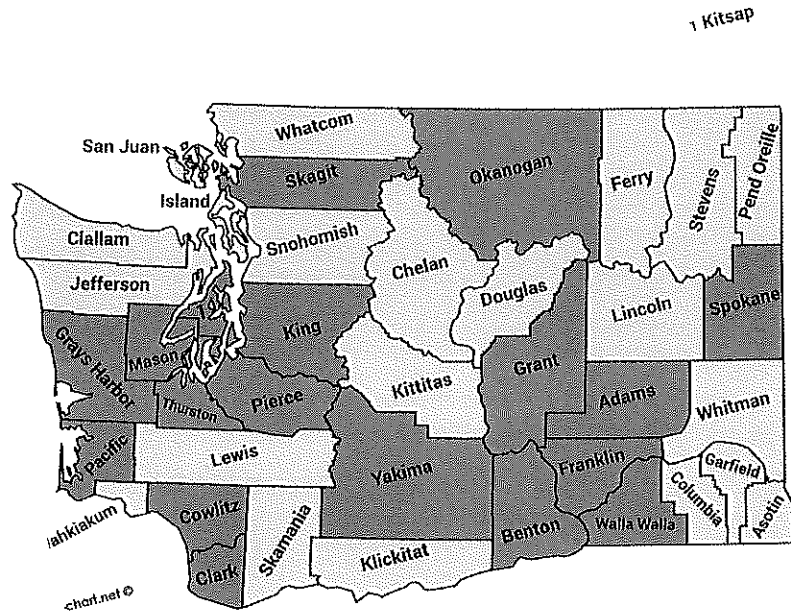 1 Kitsap
Whatcom
San Juan
Skagit
Okanogan
Ferry
Stevens
Pend Oreille
Island
Clallam
Snohomish
Chelan
Jefferson
Douglas
Lincoln
Spokane
King
Grays Harbor
Mason
Kittitas
Grant
Adams
Whitman
Thurston
Pierce
Pacific
Lewis
Yakima
Franklin
Garfield
Columbia
Asotin
ahkiakum
Cowlitz
Skamania
Benton
Walla Walla
Clark
Klickitat
-chart.net ©